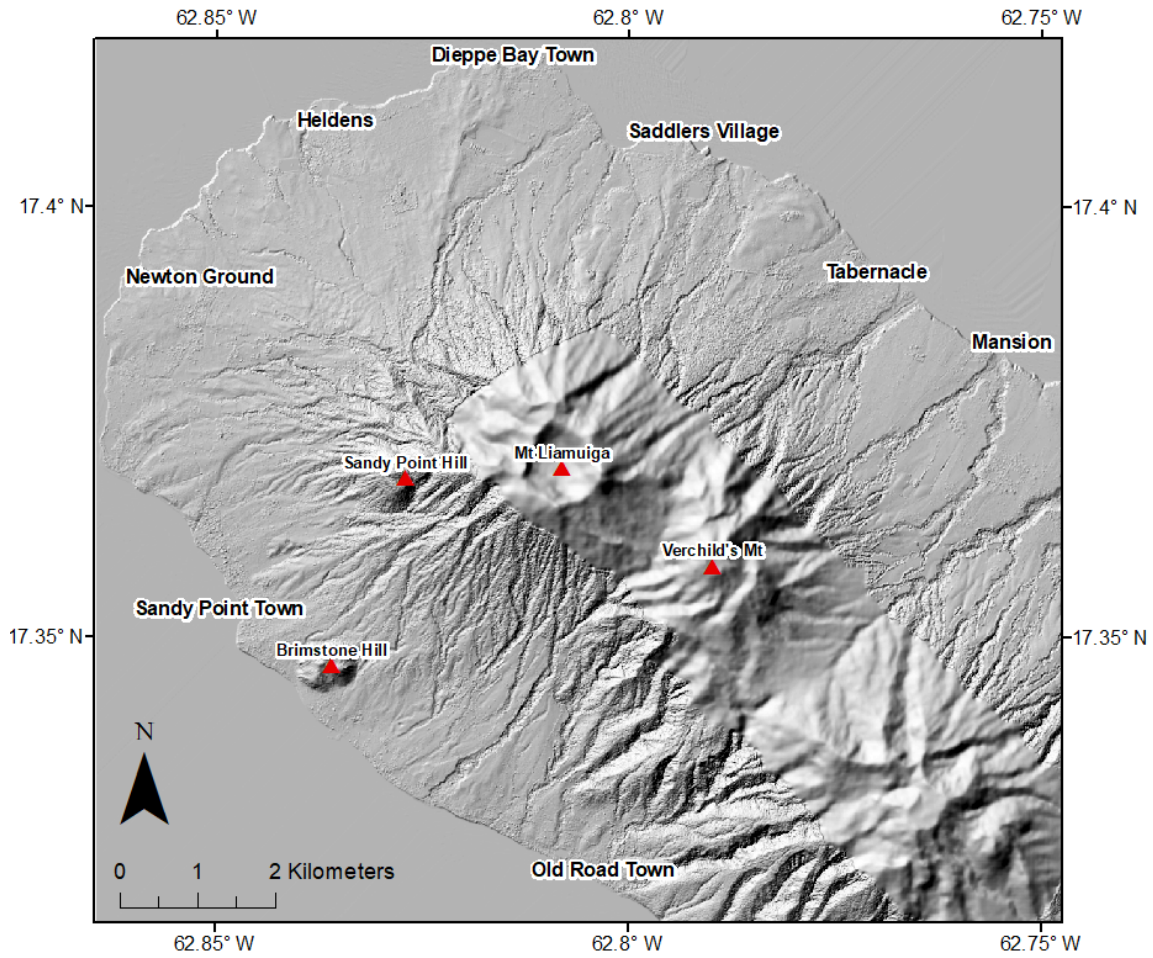 62.85° W 62.8° W 62.75° W
Dieppe Bay Town
Heldens
Saddlers Village
17.4° N 17.4° N
Newton Ground
Tabernacle
Mansion
Mt Liamuiga
Sandy Point Hill
Verchild's Mt
Sandy Point Town
17.35° N 17.35° N
Brimstone Hill
N
0 1 2 Kilometers
Old Road Town
62.85° W 62.8° W 62.75° W